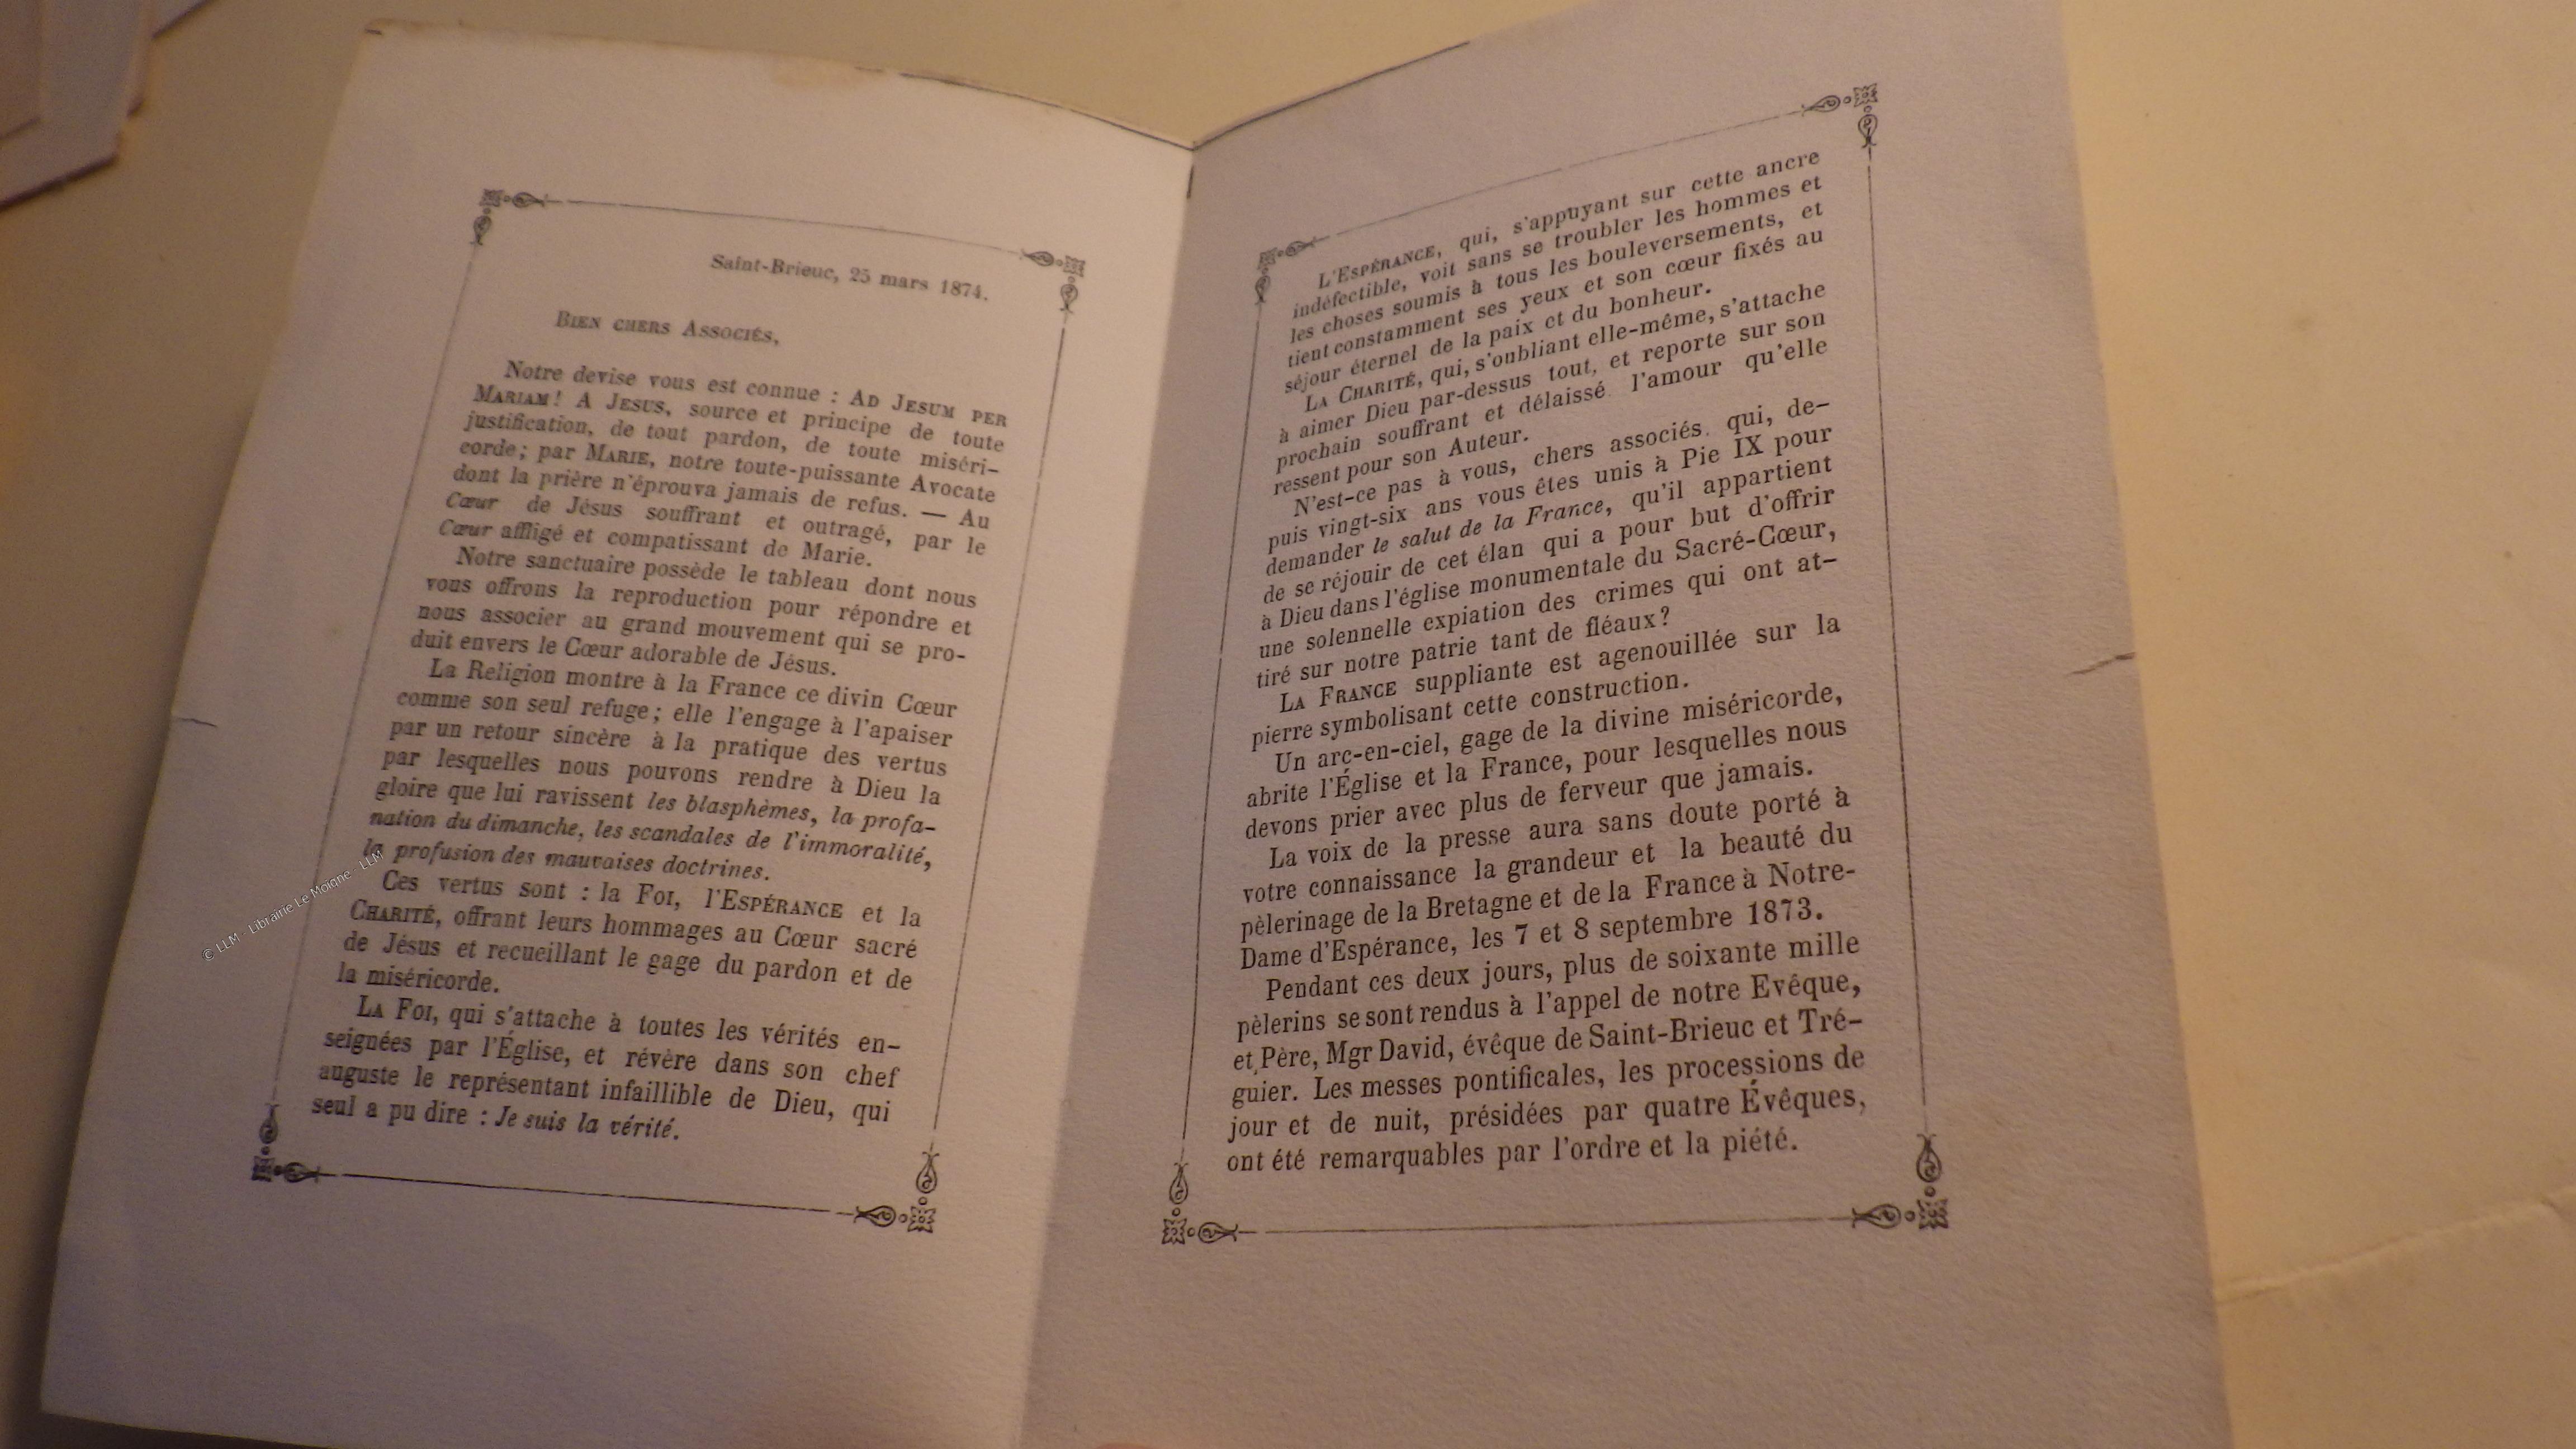 Saint-Brieuc, 25 mars 1874.
BIEN CHERS ASSOCIÉS,
Notre devise vous est connue : AD JESUM PER
MARIAM ! A JESUS, source et principe de toute
justification, de tout pardon, de toute miséri-
corde ; par MARIE, notre toute-puissante Avocate
dont la prière n'éprouva jamais de refus. — Au
Cœur de Jésus souffrant et outragé, par le
Cœur affligé et compatissant de Marie.
Notre sanctuaire possède le tableau dont nous
vous offrons la reproduction pour répondre et
nous associer au grand mouvement qui se pro-
duit envers le Cœur adorable de Jésus.
La Religion montre à la France ce divin Cœur
comme son seul refuge ; elle l'engage à l'apaiser
par un retour sincère à la pratique des vertus
par lesquelles nous pouvons rendre à Dieu la
gloire que lui ravissent les blasphèmes, la profa-
nation du dimanche, les scandales de l'immoralité,
la profusion des mauvaises doctrines.
Ces vertus sont : la FOI, l'ESPÉRANCE et la
CHARITÉ, offrant leurs hommages au Cœur sacré
de Jésus et recueillant le gage du pardon et de
la miséricorde.
LA FOI, qui s'attache à toutes les vérités en-
seignées par l'Église, et révère dans son chef
auguste le représentant infaillible de Dieu, qui
seul a pu dire : Je suis la vérité.
L'ESPÉRANCE, qui, s'appuyant sur cette ancre
indéfectible, voit sans se troubler les hommes et
les choses soumis à tous les bouleversements, et
tient constamment ses yeux et son cœur fixés au
séjour éternel de la paix et du bonheur.
LA CHARITÉ, qui, s'oubliant elle-même, s'attache
à aimer Dieu par-dessus tout, et reporte sur son
prochain souffrant et délaissé l'amour qu'elle
ressent pour son Auteur.
N'est-ce pas à vous, chers associés. qui, de-
puis vingt-six ans vous êtes unis à Pie IX pour
demander le salut de la France, qu'il appartient
de se réjouir de cet élan qui a pour but d'offrir
à Dieu dans l'église monumentale du Sacré-Cœur,
une solennelle expiation des crimes qui ont at-
tiré sur notre patrie tant de fléaux ?
LA FRANCE suppliante est agenouillée sur la
pierre symbolisant cette construction.
Un arc-en-ciel, gage de la divine miséricorde,
abrite l'Église et la France, pour lesquelles nous
devons prier avec plus de ferveur que jamais.
La voix de la presse aura sans doute porté à
votre connaissance la grandeur et la beauté du
pèlerinage de la Bretagne et de la France à Notre-
Dame d'Espérance, les 7 et 8 septembre 1873.
Pendant ces deux jours, plus de soixante mille
pèlerins se sont rendus à l'appel de notre Evêque,
et Père, Mgr David, évêque de Saint-Brieuc et Tré-
guier. Les messes pontificales, les processions de
jour et de nuit, présidées par quatre Évêques,
ont été remarquables par l'ordre et la piété.
© LLM - Librairie Le Moigne - LLM